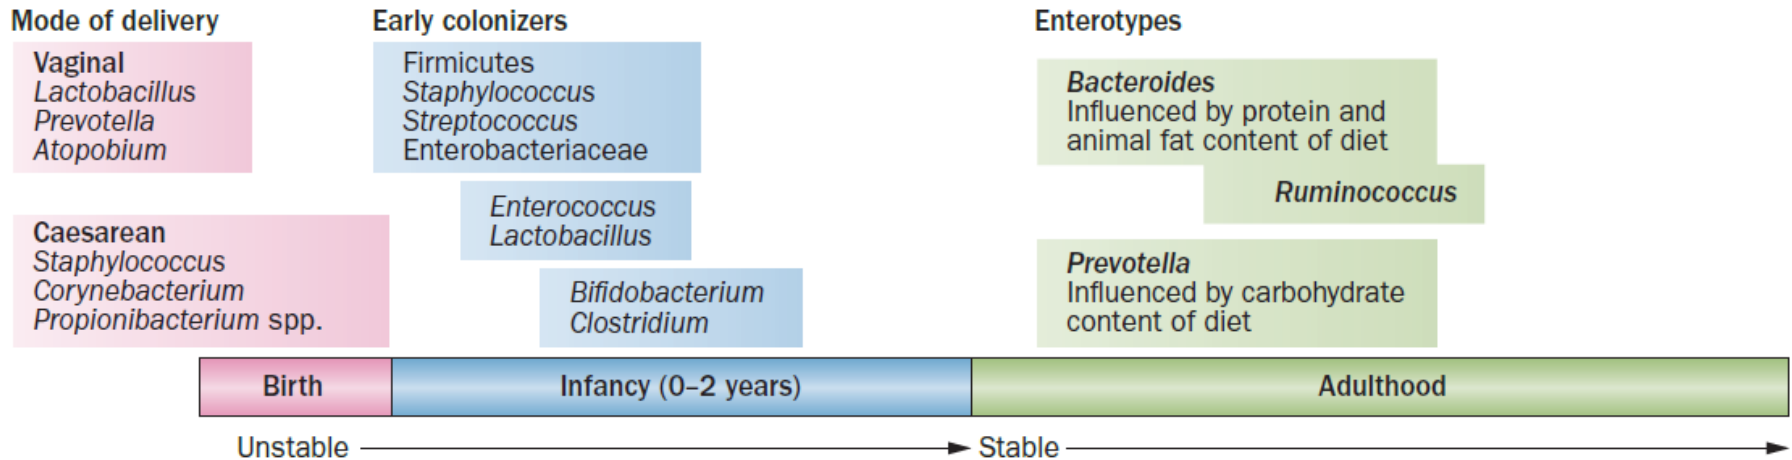 Mode of delivery
Vaginal
Lactobacillus
Prevotella
Atopobium
Caesarean
Staphylococcus
Corynebacterium
Propionibacterium spp.
Early colonizers
Firmicutes
Staphylococcus
Streptococcus
Enterobacteriaceae
Enterococcus
Lactobacillus
Bifidobacterium
Clostridium
Enterotypes
Bacteroides
Influenced by protein and
animal fat content of diet
Ruminococcus
Prevotella
Influenced by carbohydrate
content of diet
Birth
Infancy (0–2 years)
Adulthood
Unstable
Stable